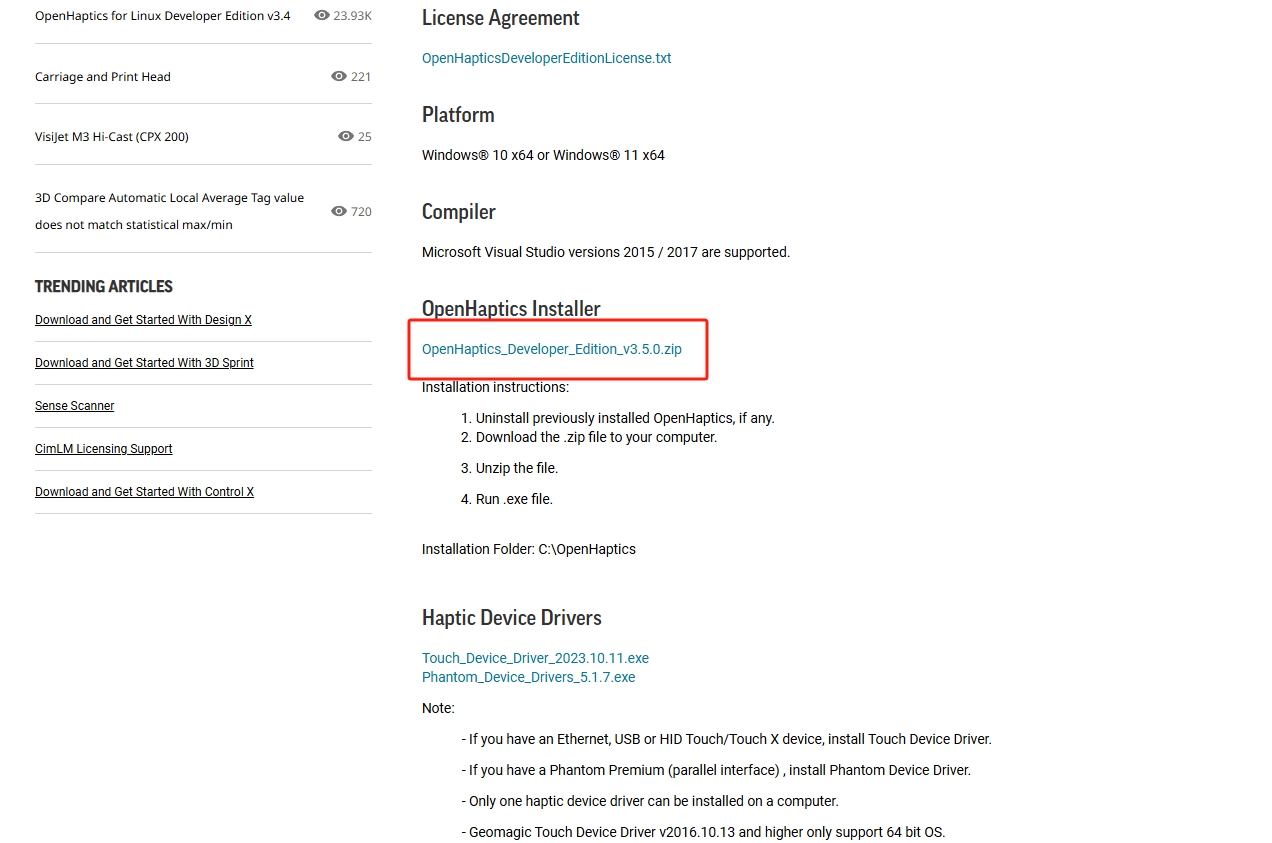 OpenHaptics for Linux Developer Edition v3.4 23.93K
Carriage and Print Head 221
VisiJet M3 Hi-Cast (CPX 200) 25
3D Compare Automatic Local Average Tag value
does not match statistical max/min
720
TRENDING ARTICLES
Download and Get Started With Design X
Download and Get Started With 3D Sprint
Sense Scanner
CimLM Licensing Support
Download and Get Started With Control X
License Agreement
OpenHapticsDeveloperEditionLicense.txt
Platform
Windows® 10 x64 or Windows® 11 x64
Compiler
Microsoft Visual Studio versions 2015 / 2017 are supported.
OpenHaptics Installer
OpenHaptics_Developer_Edition_v3.5.0.zip
Installation instructions:
1. Uninstall previously installed OpenHaptics, if any.
2. Download the .zip file to your computer.
3. Unzip the file.
4. Run .exe file.
Installation Folder: C:\OpenHaptics
Haptic Device Drivers
Touch_Device_Driver_2023.10.11.exe
Phantom_Device_Drivers_5.1.7.exe
Note:
- If you have an Ethernet, USB or HID Touch/Touch X device, install Touch Device Driver.
- If you have a Phantom Premium (parallel interface) , install Phantom Device Driver.
- Only one haptic device driver can be installed on a computer.
- Geomagic Touch Device Driver v2016.10.13 and higher only support 64 bit OS.